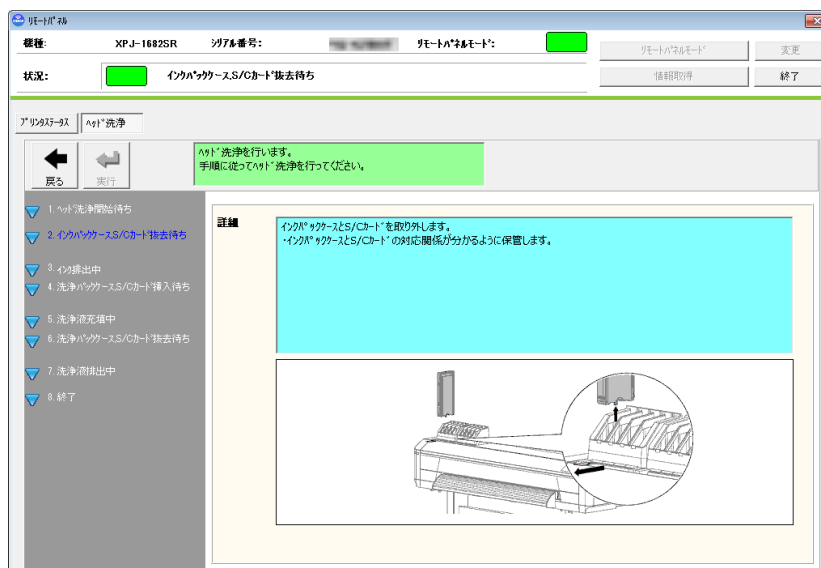 リモートパネル
機種: XPJ-1682SR シリアル番号: リモートパネルモード:
リモートパネルモード 変更
状況: インクパックケース,S/Cカード抜去待ち
情報取得 終了
プリンタステータス ヘッド洗浄
戻る 実行
ヘッド洗浄を行います。
手順に従ってヘッド洗浄を行ってください。
1. ヘッド洗浄開始待ち
2. インクパックケース,S/Cカード抜去待ち
3. インク排出中
4. 洗浄パックケース,S/Cカード挿入待ち
5. 洗浄液充填中
6. 洗浄パックケース,S/Cカード抜去待ち
7. 洗浄液排出中
8. 終了
詳細
インクパックケースとS/Cカードを取り外します。
・インクパックケースとS/Cカードの対応関係が分かるように保管します。